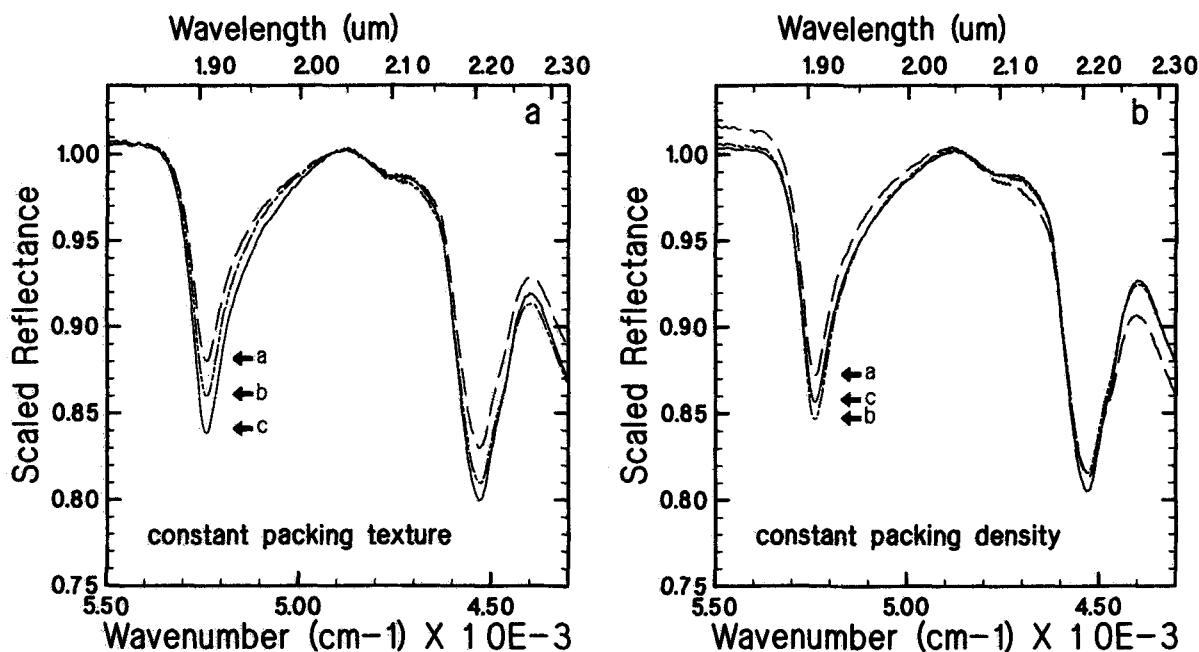 Wavelength (um)
1.90 2.00 2.10 2.20 2.30
a
1.00
0.95
0.90
0.85
0.80
0.75
Scaled Reflectance
a
b
c
constant packing texture
5.50 5.00 4.50
Wavenumber (cm-1) X 10E-3
Wavelength (um)
1.90 2.00 2.10 2.20 2.30
b
1.00
0.95
0.90
0.85
0.80
0.75
Scaled Reflectance
a
c
b
constant packing density
5.50 5.00 4.50
Wavenumber (cm-1) X 10E-3